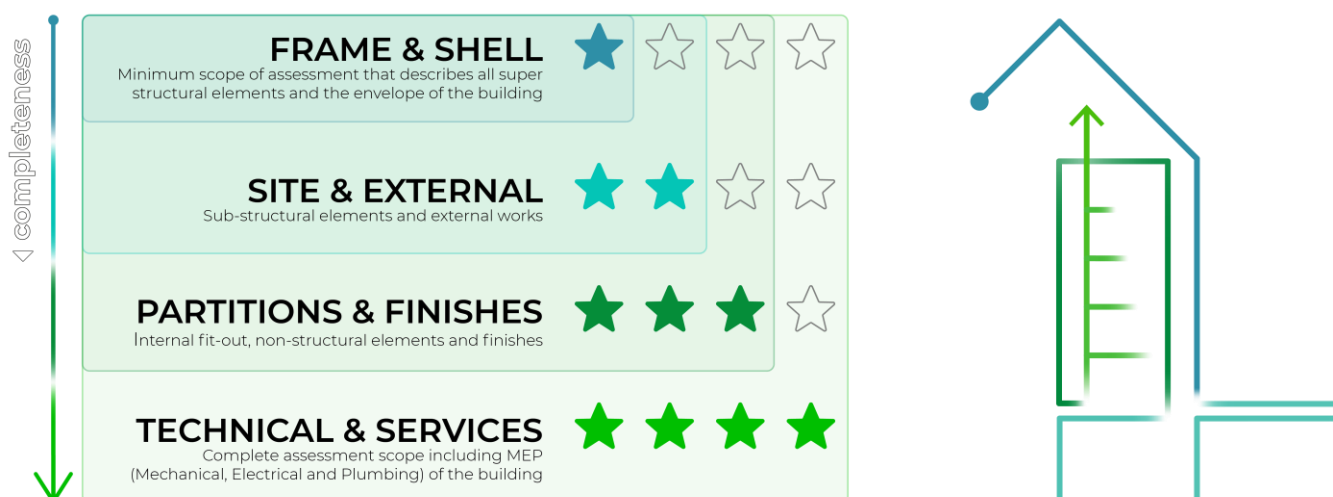 ◁ completeness
FRAME & SHELL
Minimum scope of assessment that describes all super
structural elements and the envelope of the building
SITE & EXTERNAL
Sub-structural elements and external works
PARTITIONS & FINISHES
Internal fit-out, non-structural elements and finishes
TECHNICAL & SERVICES
Complete assessment scope including MEP
(Mechanical, Electrical and Plumbing) of the building